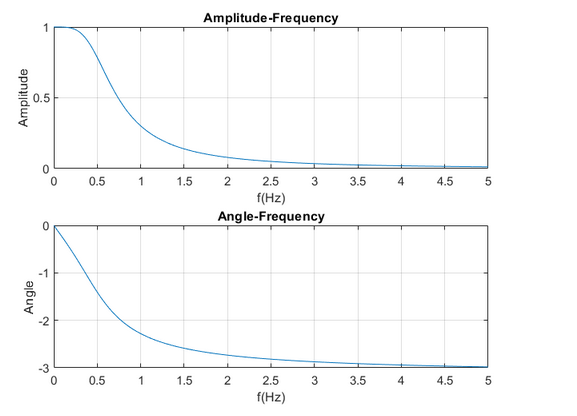 Amplitude-Frequency
1
0.5
0
Amplitude
0 0.5 1 1.5 2 2.5 3 3.5 4 4.5 5
f(Hz)
Angle-Frequency
0
-1
-2
-3
Angle
0 0.5 1 1.5 2 2.5 3 3.5 4 4.5 5
f(Hz)